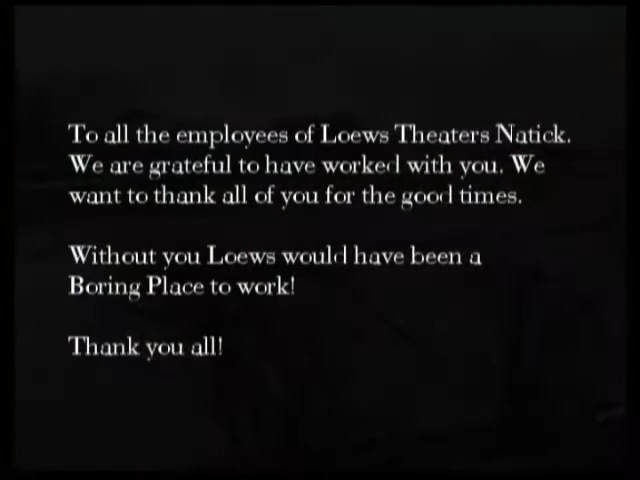 To all the employees of Loews Theaters Natick.
We are grateful to have worked with you. We
want to thank all of you for the good times.
Without you Loews would have been a
Boring Place to work!
Thank you all!